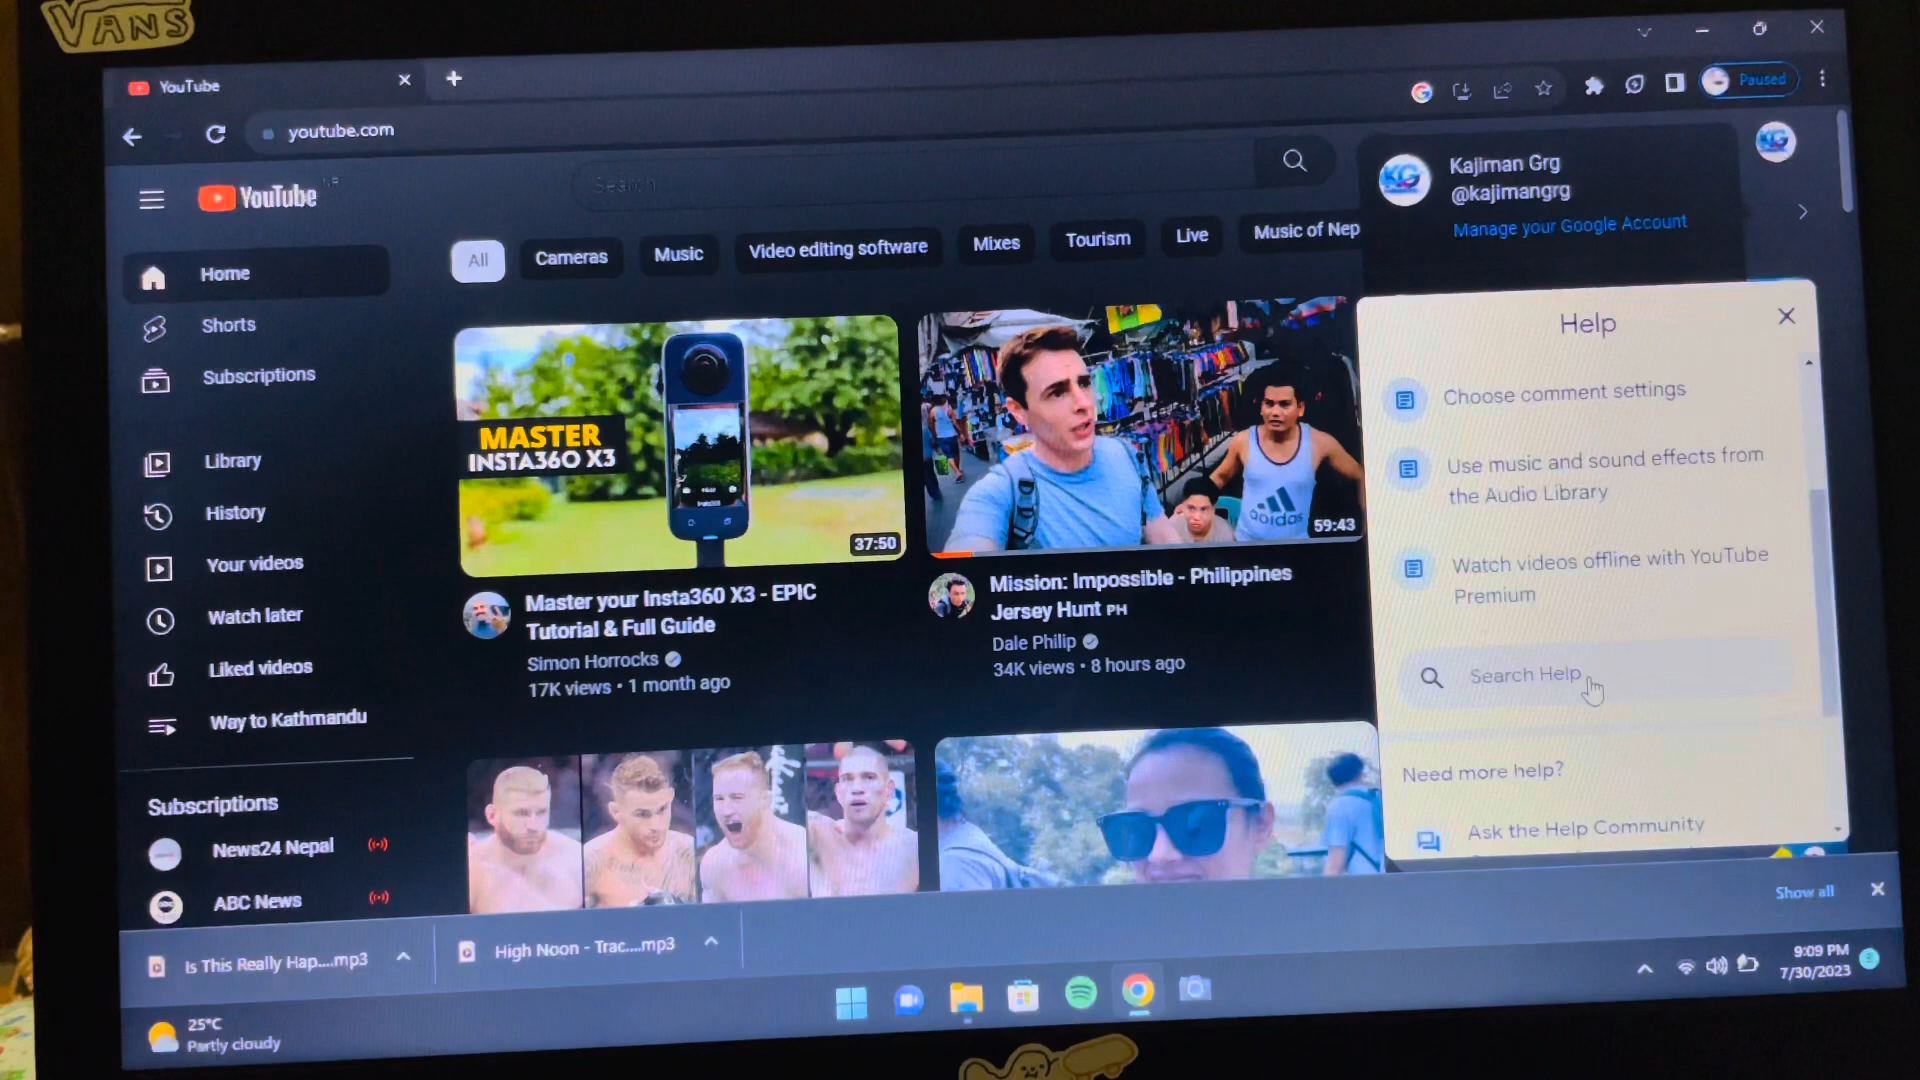 VANS
YouTube
Paused
youtube.com
YouTube
Search
Kajiman Grg
@kajimangrg
Manage your Google Account
All
Cameras
Music
Video editing software
Mixes
Tourism
Live
Music of Nep
Home
Shorts
Subscriptions
Library
History
Your videos
Watch later
Liked videos
Way to Kathmandu
Subscriptions
News24 Nepal
ABC News
MASTER
INSTA360 X3
37:50
Master your Insta360 X3 - EPIC
Tutorial & Full Guide
Simon Horrocks
17K views • 1 month ago
adidas
59:43
Mission: Impossible - Philippines
Jersey Hunt PH
Dale Philip
34K views • 8 hours ago
Help
Choose comment settings
Use music and sound effects from
the Audio Library
Watch videos offline with YouTube
Premium
Search Help
Need more help?
Ask the Help Community
Is This Really Hap....mp3
High Noon - Trac....mp3
Show all
25°C
Partly cloudy
9:09 PM
7/30/2023